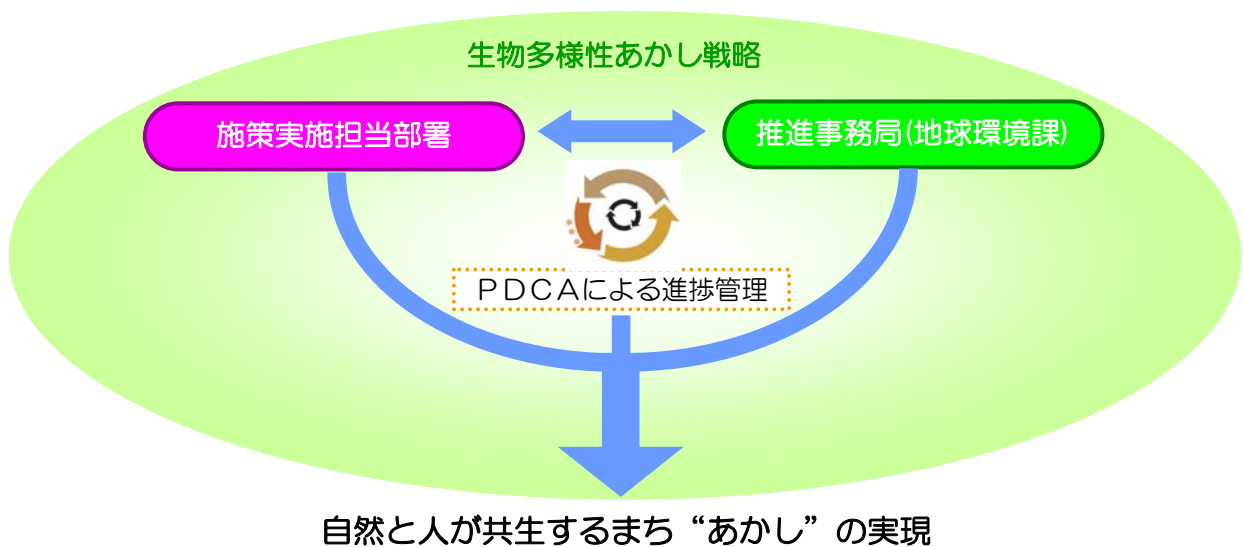 生物多様性あかし戦略
施策実施担当部署
推進事務局(地球環境課)
ＰＤＣＡによる進捗管理
自然と人が共生するまち“あかし”の実現